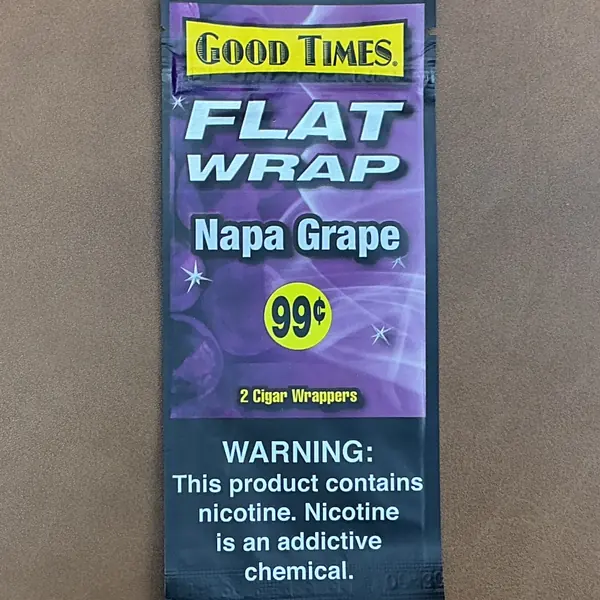 GOOD TIMES®
FLAT
WRAP
Napa Grape
99¢
2 Cigar Wrappers
WARNING:
This product contains
nicotine. Nicotine
is an addictive
chemical.